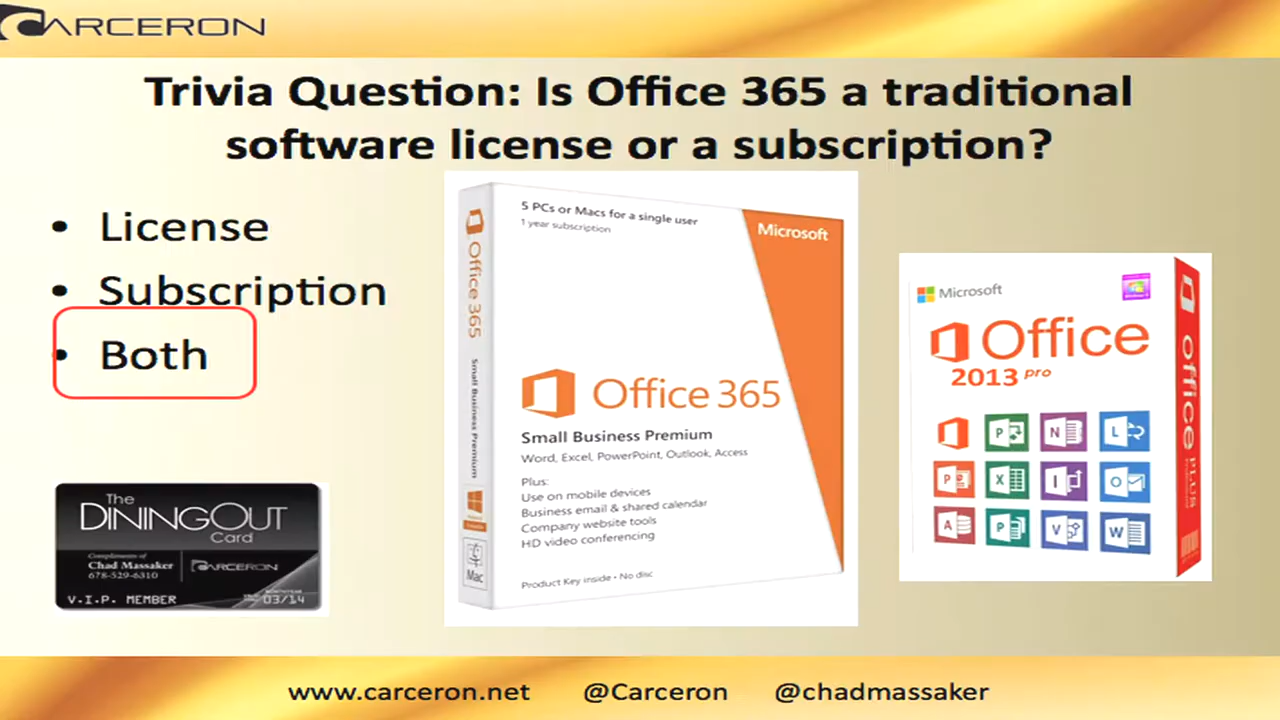 CARCERON
Trivia Question: Is Office 365 a traditional
software license or a subscription?
• License
• Subscription
• Both
The
DININGOUT
Card
Compliments of
Chad Massaker
678-529-6310
CARCERON
V.I.P. MEMBER
03/14
Office 365
Small Business Premium
Mac
5 PCs or Macs for a single user
1 year subscription
Microsoft
Office 365
Small Business Premium
Word, Excel, PowerPoint, Outlook, Access
Plus:
Use on mobile devices
Business email & shared calendar
Company website tools
HD video conferencing
Product Key inside • No disc
Microsoft
Office
2013 pro
P N L
P X I O
A P V W
Office
PLUS
www.carceron.net @Carceron @chadmassaker